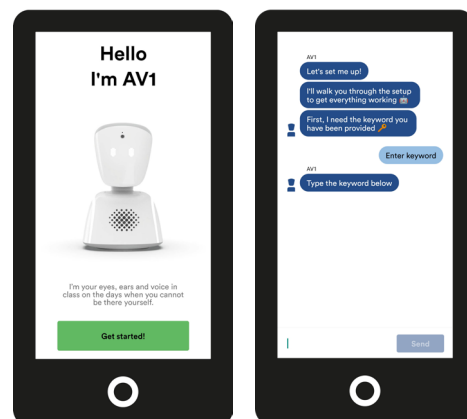 Hello
I'm AV1
I'm your eyes, ears and voice in
class on the days when you cannot
be there yourself.
Get started!
AV1
Let's set me up!
I'll walk you through the setup
to get everything working 🤖
First, I need the keyword you
have been provided 🔑
Enter keyword
AV1
Type the keyword below
Send